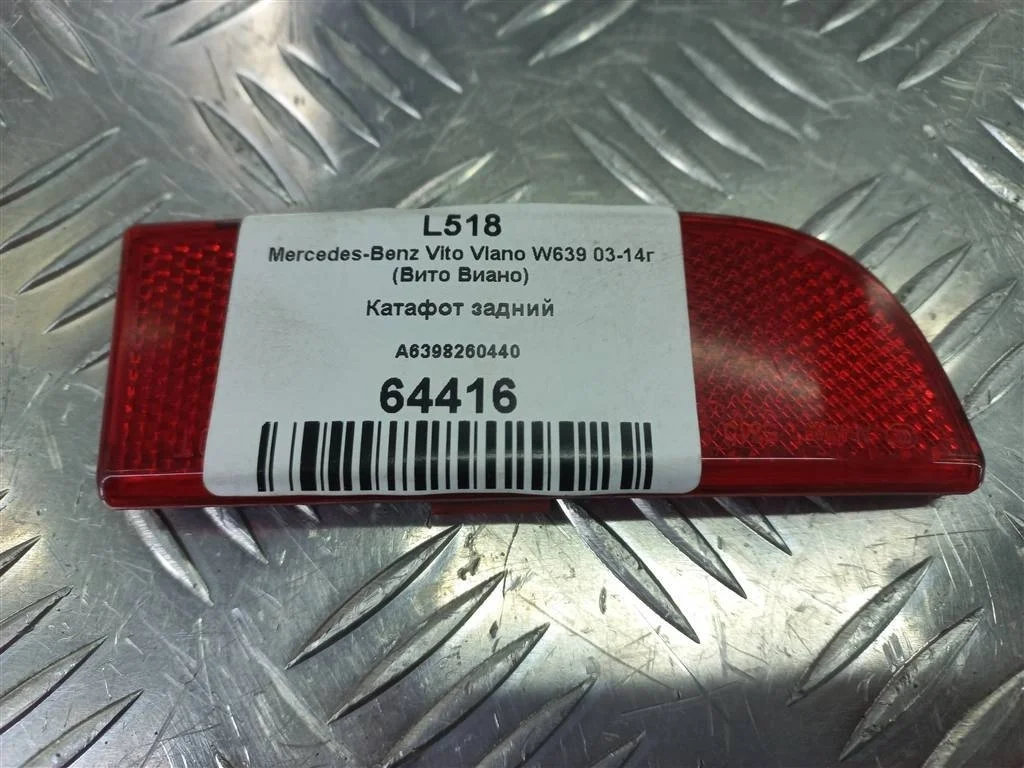 L518
Mercedes-Benz Vito Viano W639 03-14г
(Вито Виано)
Катафот задний
A6398260440
64416